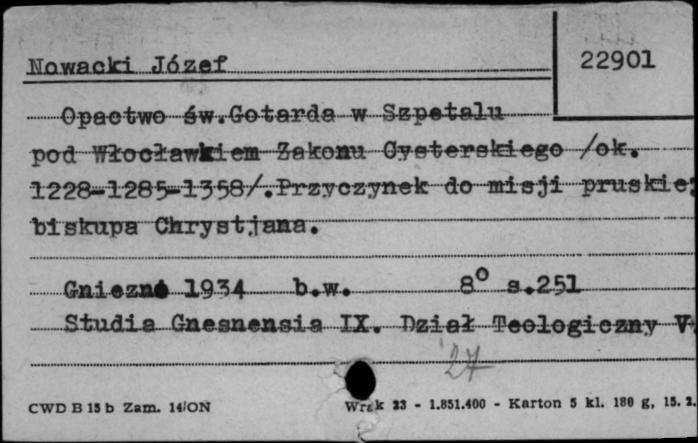 Nowacki Józef
22901
Opactwo św.Gotarda w Szpetalu
pod Włocławkiem Zakonu Cysterskiego /ok.
1228-1285-1358/.Przyczynek do misji pruskie
biskupa Chrystjana.
Gniezno 1934 b.w. 8° s.251
Studia Gnesnensia IX. Dział Teologiczny V.
27
CWD B 15 b Zam. 14/ON Wrak 23 - 1.851.400 - Karton 5 kl. 180 g, 15. 2.